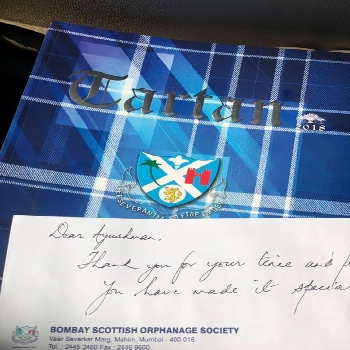 Tartan
2018
Dear Ayushman,
Thank you for your time and
You have made it special
BOMBAY SCOTTISH ORPHANAGE SOCIETY
Veer Savarkar Marg, Mahim, Mumbai - 400 016.
Tel. : 2445 3460 Fax : 2445 9600